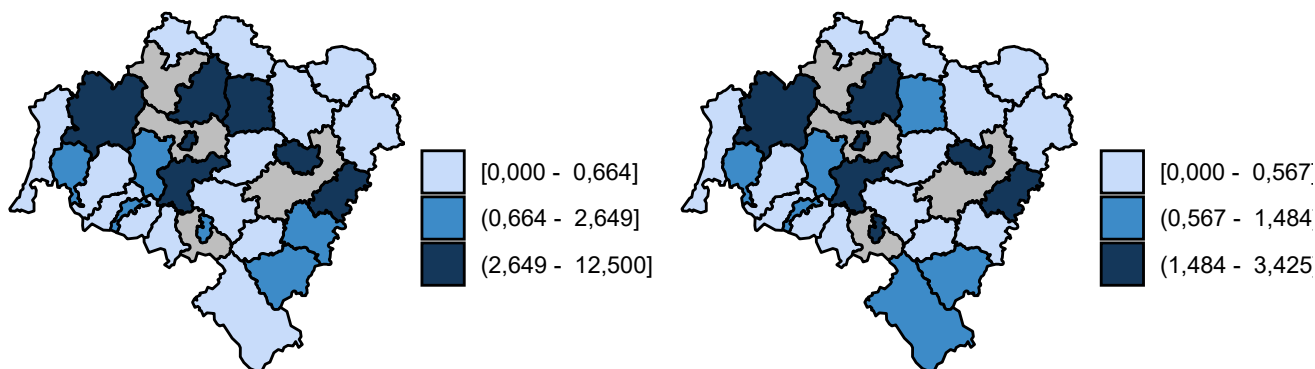 [0,000 - 0,664]
(0,664 - 2,649]
(2,649 - 12,500]
[0,000 - 0,567]
(0,567 - 1,484]
(1,484 - 3,425]